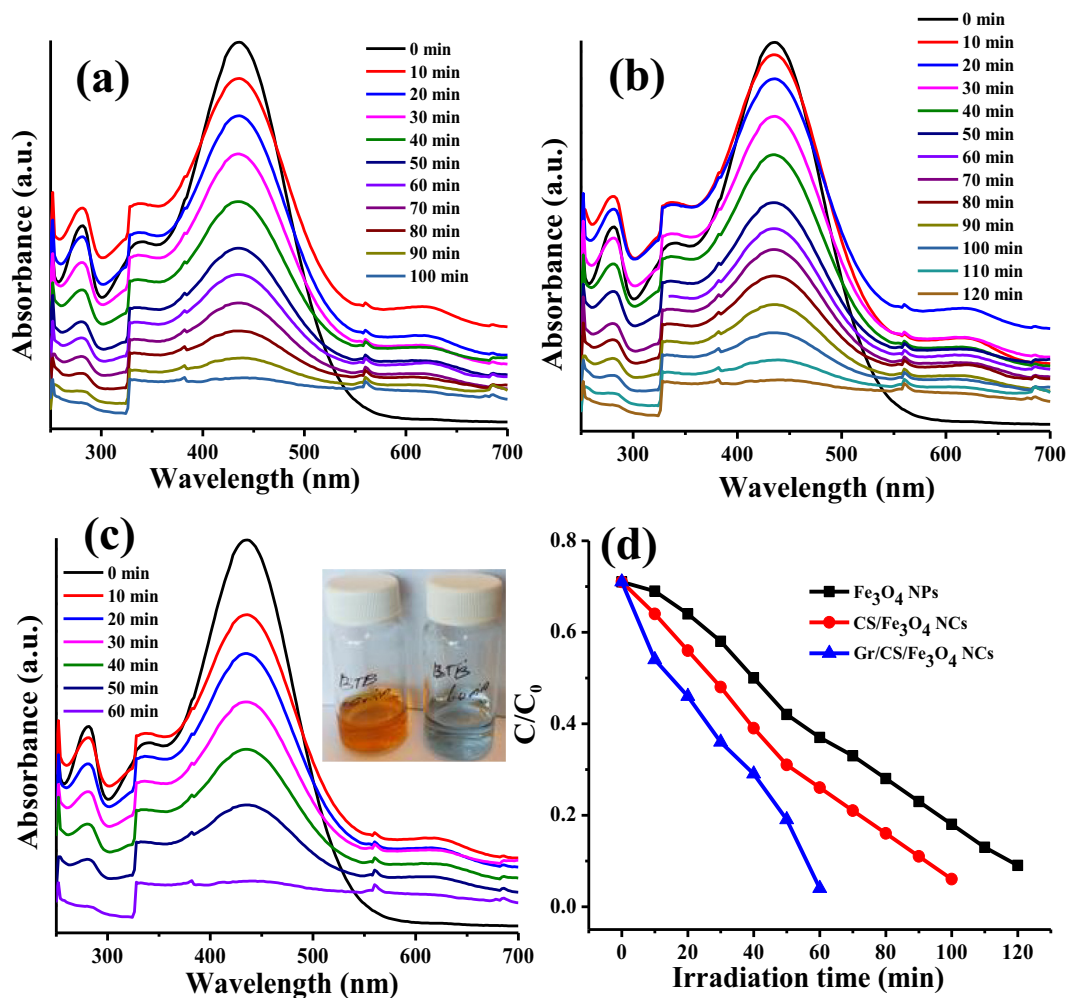 (a)
0 min
10 min
20 min
30 min
40 min
50 min
60 min
70 min
80 min
90 min
100 min
Absorbance (a.u.)
300 400 500 600 700
Wavelength (nm)
(b)
0 min
10 min
20 min
30 min
40 min
50 min
60 min
70 min
80 min
90 min
100 min
110 min
120 min
Absorbance (a.u.)
300 400 500 600 700
Wavelength (nm)
(c)
0 min
10 min
20 min
30 min
40 min
50 min
60 min
BTB
BTB
Absorbance (a.u.)
300 400 500 600 700
Wavelength (nm)
(d)
Fe₃O₄ NPs
CS/Fe₃O₄ NCs
Gr/CS/Fe₃O₄ NCs
C/C₀
0.8
0.6
0.4
0.2
0.0
0 20 40 60 80 100 120
Irradiation time (min)